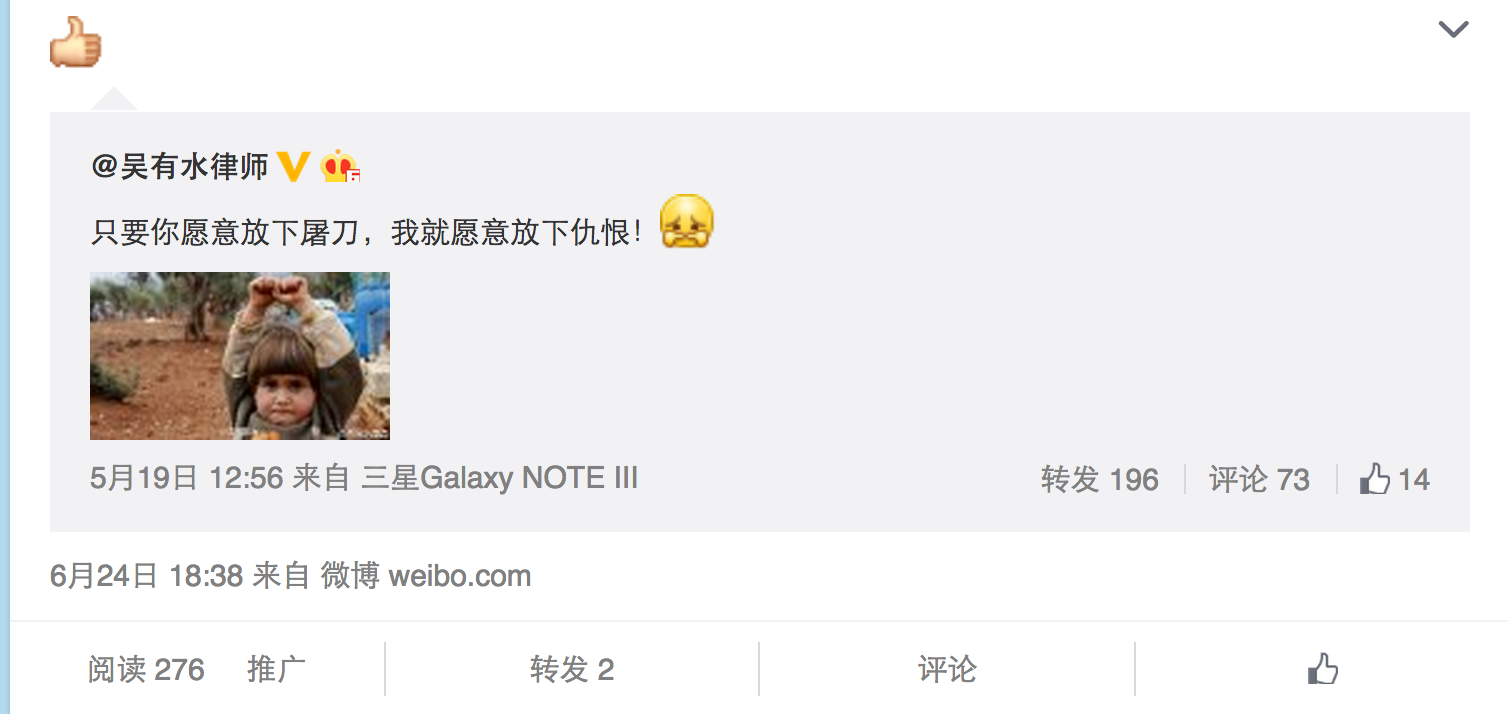 @吴有水律师
只要你愿意放下屠刀，我就愿意放下仇恨！
5月19日 12:56 来自 三星Galaxy NOTE III 转发 196 评论 73 14
6月24日 18:38 来自 微博 weibo.com
阅读 276 推广 转发 2 评论